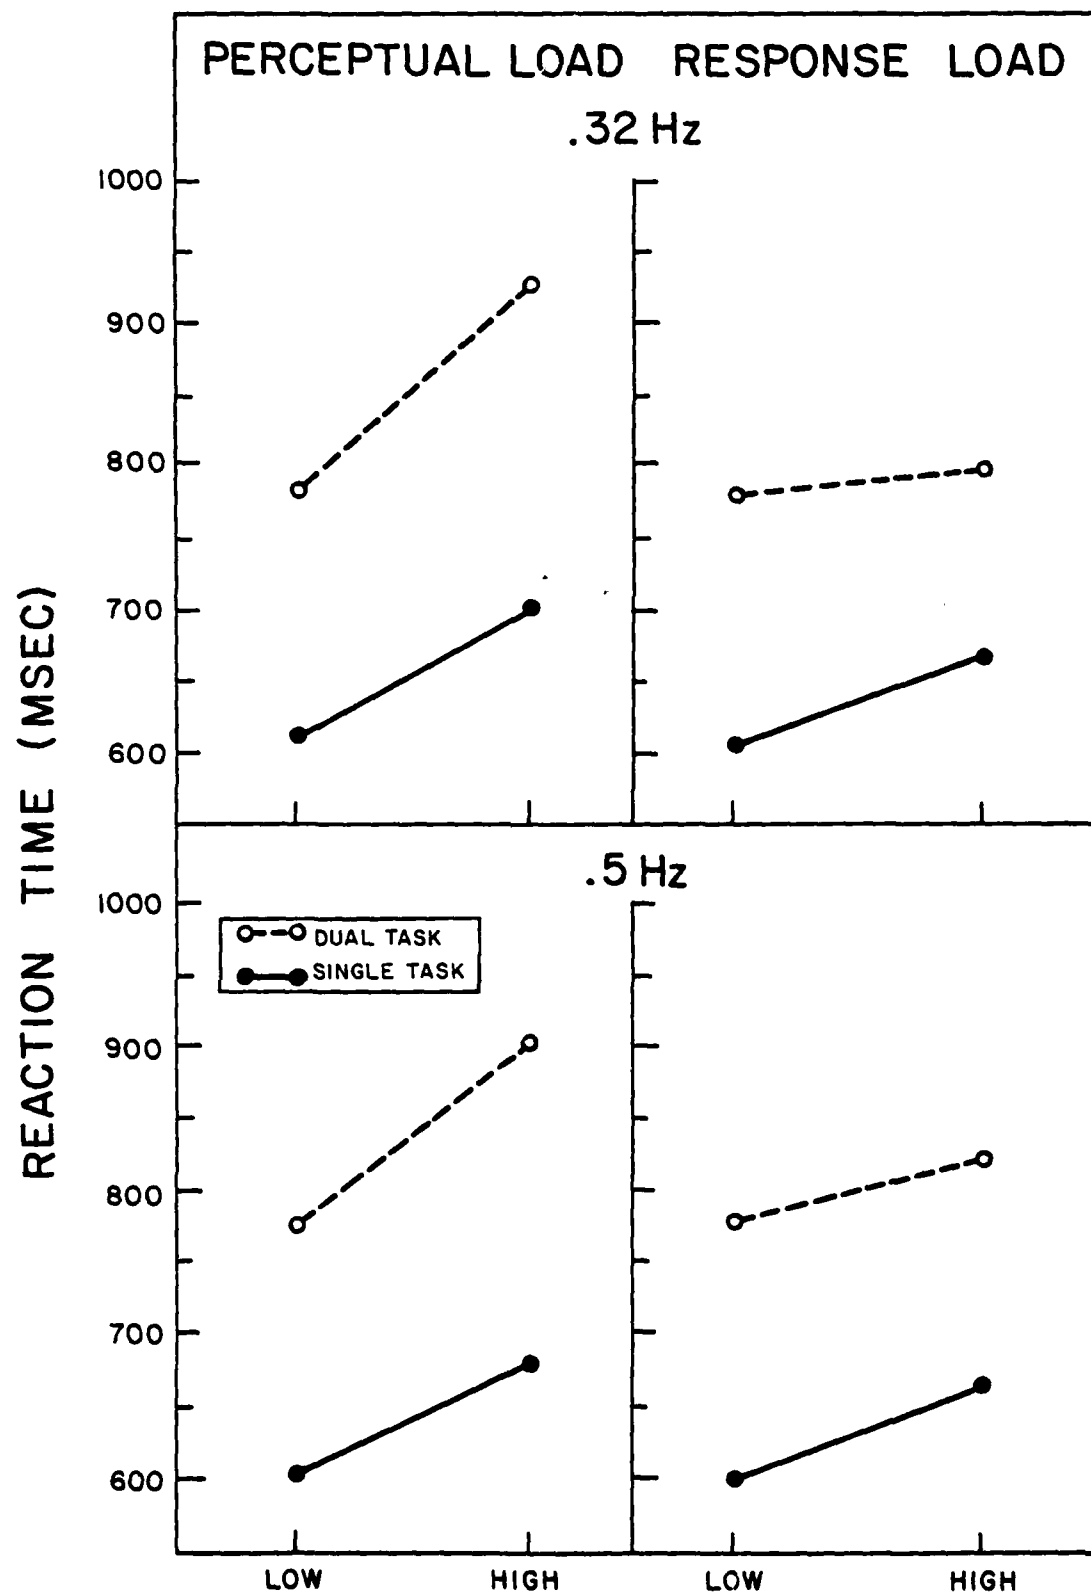 PERCEPTUAL LOAD RESPONSE LOAD
.32 Hz
1000
900
800
700
600
REACTION TIME (MSEC)
.5 Hz
1000
DUAL TASK
SINGLE TASK
900
800
700
600
LOW HIGH LOW HIGH